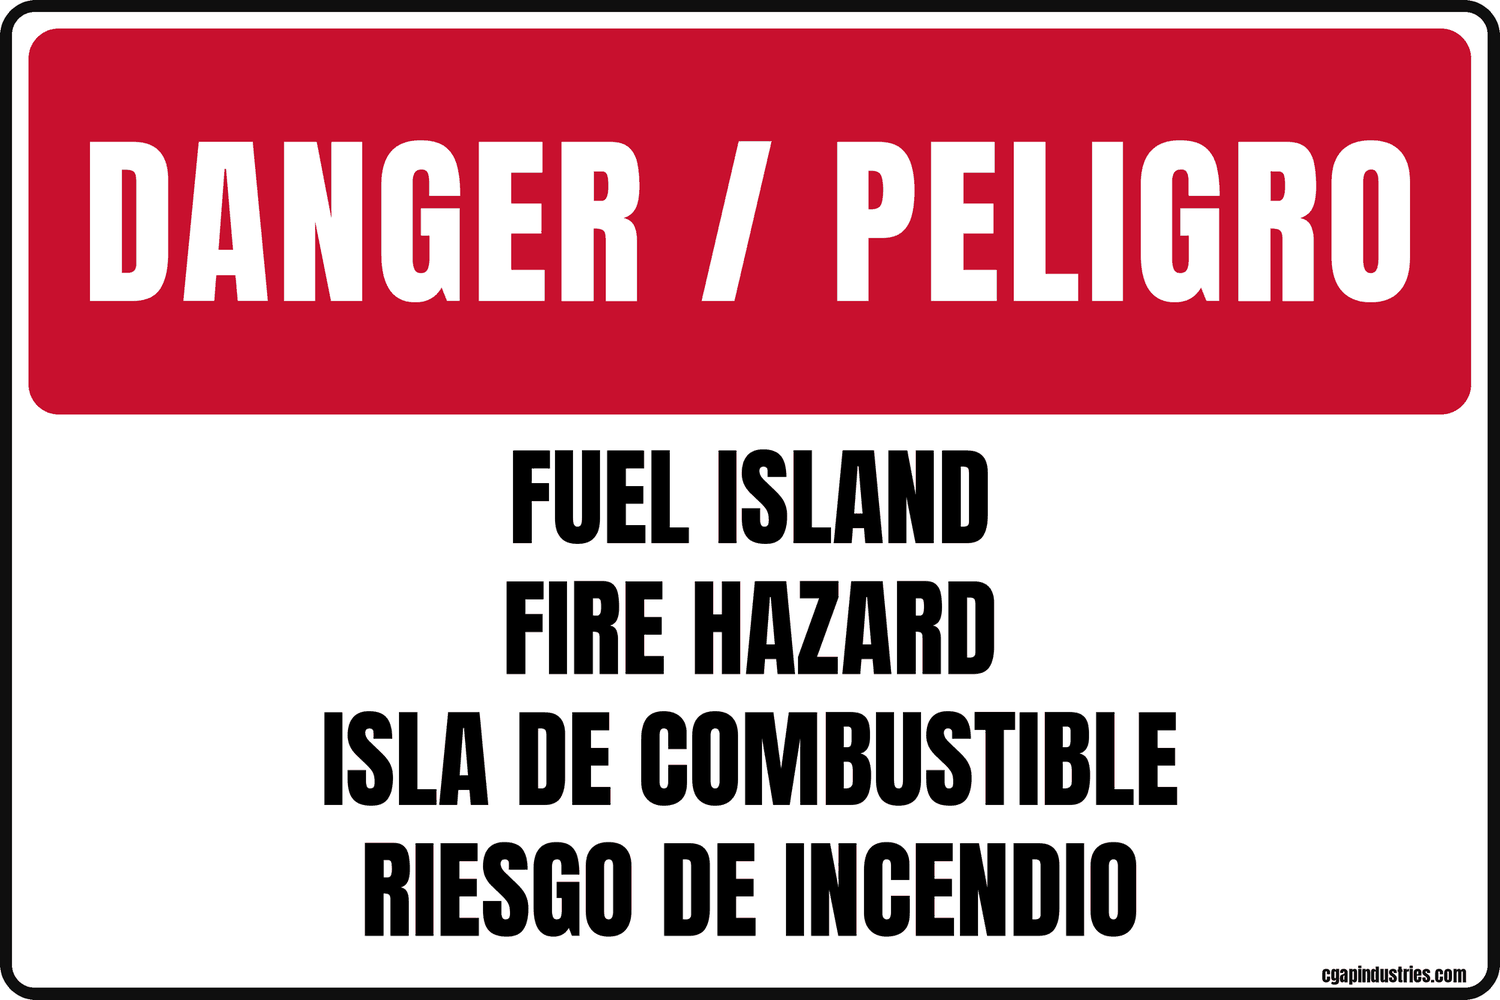 DANGER / PELIGRO
FUEL ISLAND
FIRE HAZARD
ISLA DE COMBUSTIBLE
RIESGO DE INCENDIO
cgapindustries.com